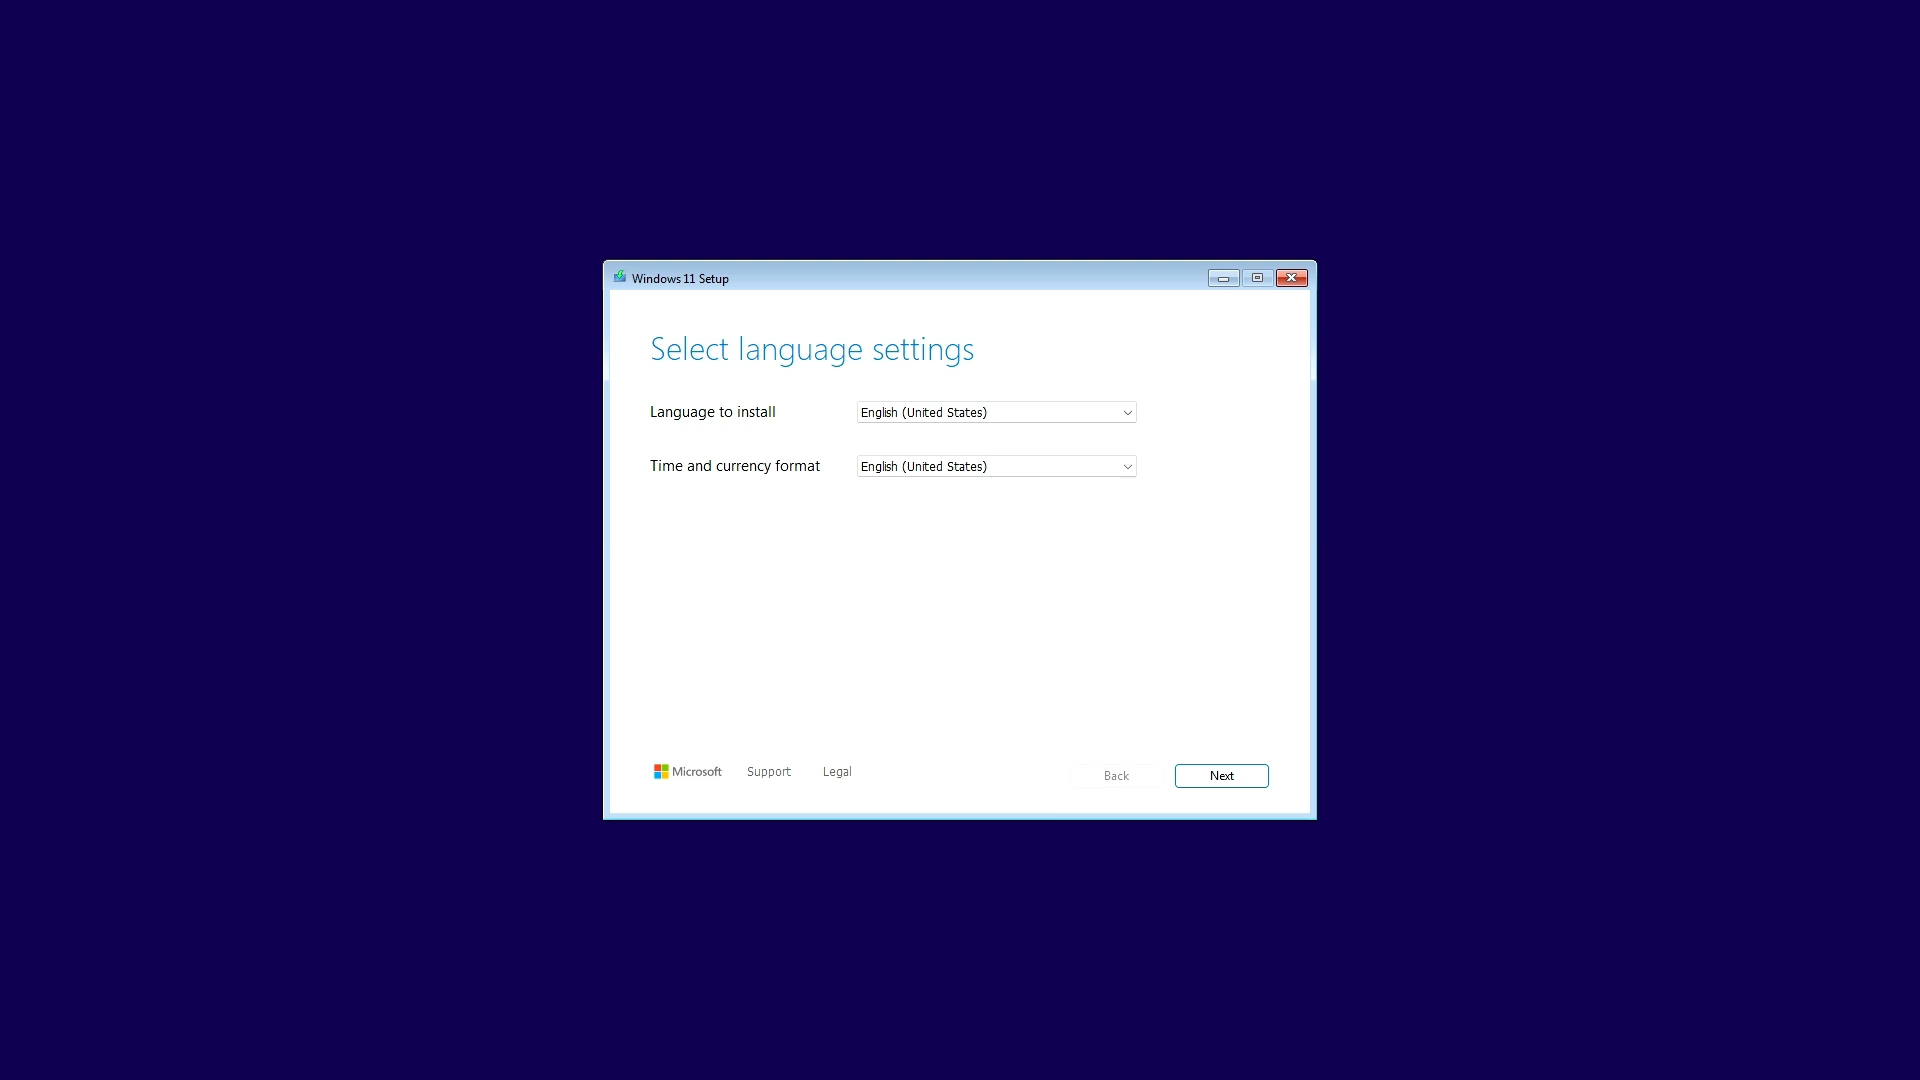 Windows 11 Setup
Select language settings
Language to install
English (United States)
Time and currency format
English (United States)
Microsoft
Support
Legal
Back
Next